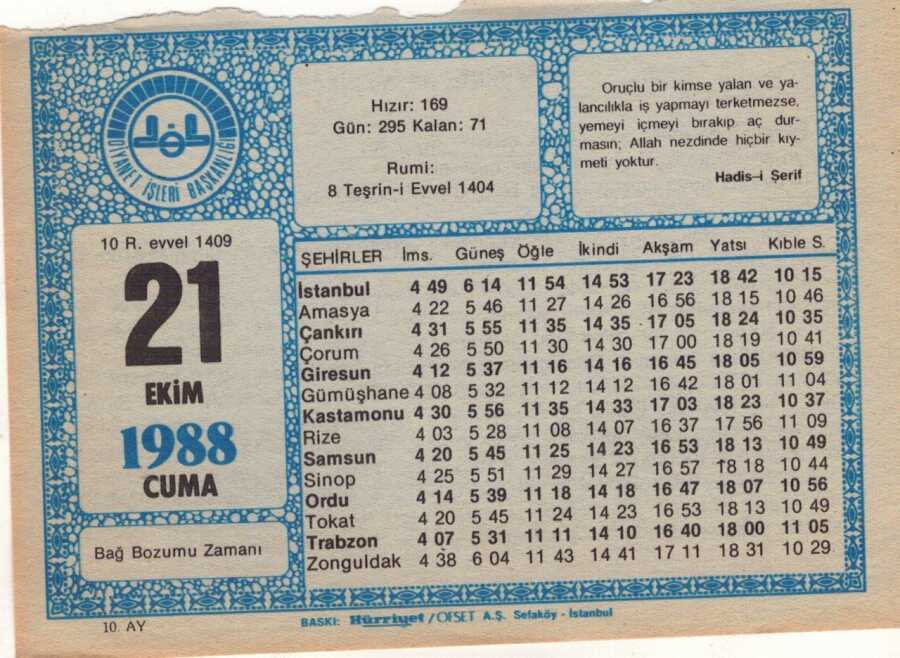 DİYANET İŞLERİ BAŞKANLIĞI
10 R. evvel 1409
21
EKİM
1988
CUMA
Bağ Bozumu Zamanı
10. AY
Hızır: 169
Gün: 295 Kalan: 71
Rumi:
8 Teşrin-i Evvel 1404
Oruçlu bir kimse yalan ve ya-
lancılıkla iş yapmayı terketmezse,
yemeyi içmeyi bırakıp aç dur-
masın; Allah nezdinde hiçbir kıy-
meti yoktur.
Hadis-i Şerif
ŞEHİRLER İms. Güneş Öğle İkindi Akşam Yatsı Kıble S.
İstanbul 4 49 6 14 11 54 14 53 17 23 18 42 10 15
Amasya 4 22 5 46 11 27 14 26 16 56 18 15 10 46
Çankırı 4 31 5 55 11 35 14 35 17 05 18 24 10 35
Çorum 4 26 5 50 11 30 14 30 17 00 18 19 10 41
Giresun 4 12 5 37 11 16 14 16 16 45 18 05 10 59
Gümüşhane 4 08 5 32 11 12 14 12 16 42 18 01 11 04
Kastamonu 4 30 5 56 11 35 14 33 17 03 18 23 10 37
Rize 4 03 5 28 11 08 14 07 16 37 17 56 11 09
Samsun 4 20 5 45 11 25 14 23 16 53 18 13 10 49
Sinop 4 25 5 51 11 29 14 27 16 57 18 18 10 44
Ordu 4 14 5 39 11 18 14 18 16 47 18 07 10 56
Tokat 4 20 5 45 11 24 14 23 16 53 18 13 10 49
Trabzon 4 07 5 31 11 11 14 10 16 40 18 00 11 05
Zonguldak 4 38 6 04 11 43 14 41 17 11 18 31 10 29
BASKI: Hürriyet / OFSET A.Ş. Sefaköy - İstanbul